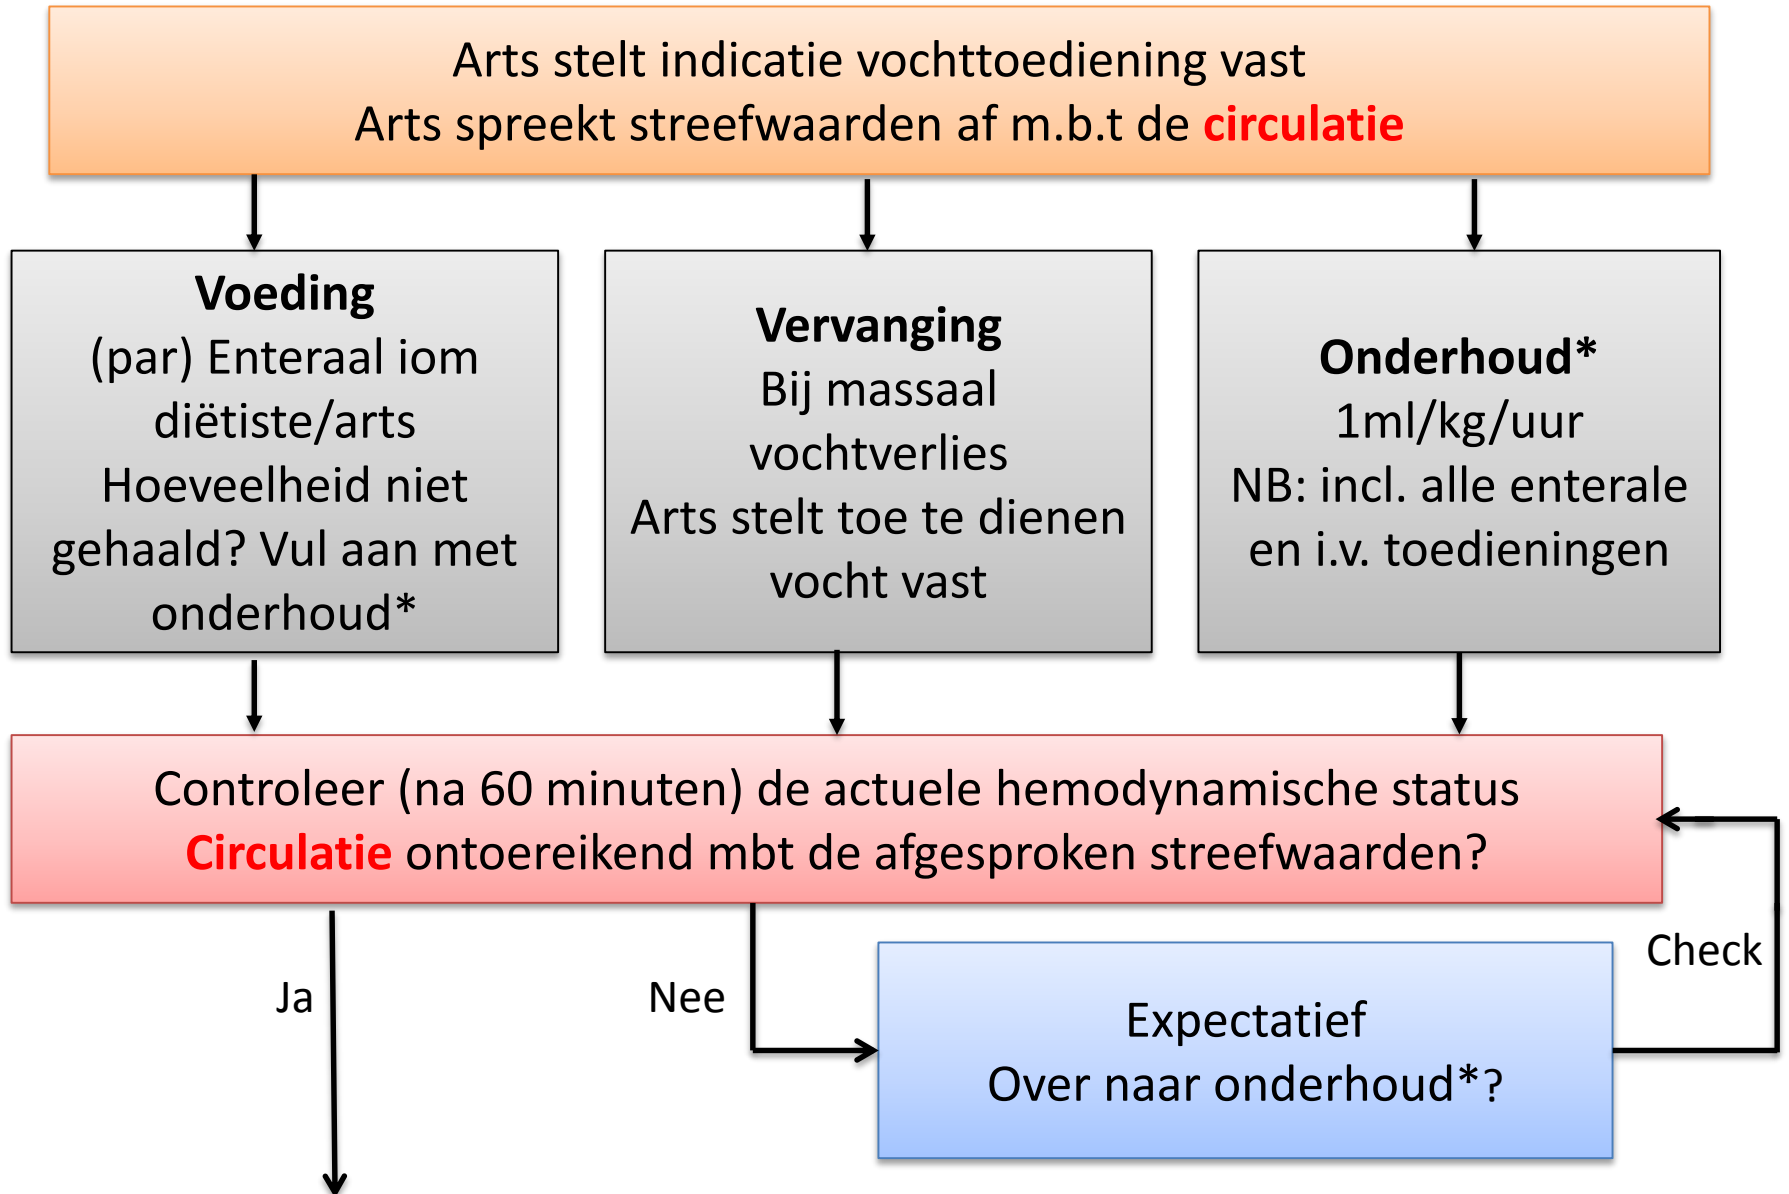 Arts stelt indicatie vochttoediening vast
Arts spreekt streefwaarden af m.b.t de circulatie
Voeding
(par) Enteraal iom
diëtiste/arts
Hoeveelheid niet
gehaald? Vul aan met
onderhoud*
Vervanging
Bij massaal
vochtverlies
Arts stelt toe te dienen
vocht vast
Onderhoud*
1ml/kg/uur
NB: incl. alle enterale
en i.v. toedieningen
Controleer (na 60 minuten) de actuele hemodynamische status
Circulatie ontoereikend mbt de afgesproken streefwaarden?
Ja
Nee
Expectatief
Over naar onderhoud*?
Check